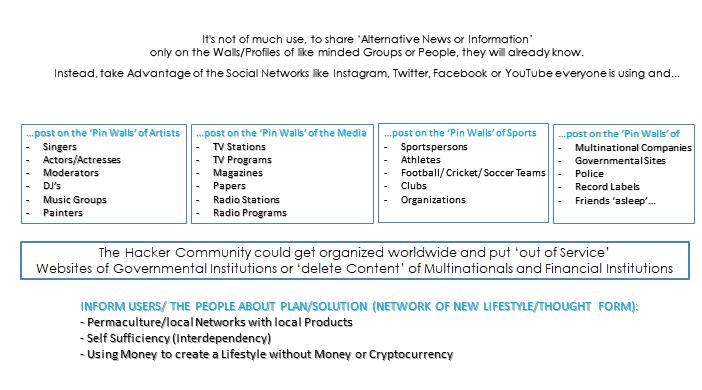 It's not of much use, to share 'Alternative News or Information'
only on the Walls/Profiles of like minded Groups or People, they will already know.
Instead, take Advantage of the Social Networks like Instagram, Twitter, Facebook or YouTube everyone is using and...
...post on the 'Pin Walls' of Artists
- Singers
- Actors/Actresses
- Moderators
- DJ's
- Music Groups
- Painters
...post on the 'Pin Walls' of the Media
- TV Stations
- TV Programs
- Magazines
- Papers
- Radio Stations
- Radio Programs
...post on the 'Pin Walls' of Sports
- Sportspersons
- Athletes
- Football/ Cricket/ Soccer Teams
- Clubs
- Organizations
...post on the 'Pin Walls' of
- Multinational Companies
- Governmental Sites
- Police
- Record Labels
- Friends 'asleep'...
The Hacker Community could get organized worldwide and put 'out of Service'
Websites of Governmental Institutions or 'delete Content' of Multinationals and Financial Institutions
INFORM USERS/ THE PEOPLE ABOUT PLAN/SOLUTION (NETWORK OF NEW LIFESTYLE/THOUGHT FORM):
- Permaculture/local Networks with local Products
- Self Sufficiency (Interdependency)
- Using Money to create a Lifestyle without Money or Cryptocurrency